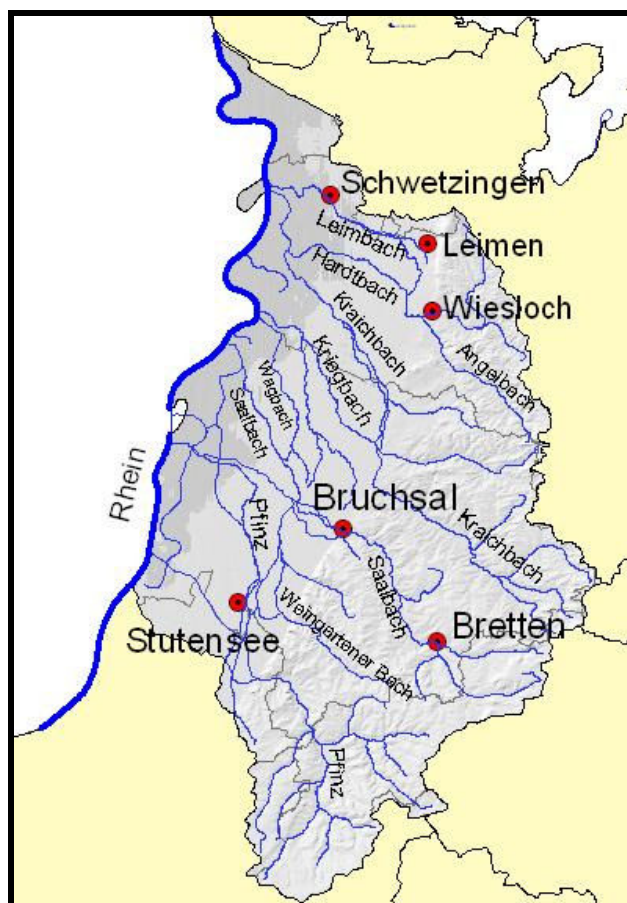 Schwetzingen
Leimbach
Leimen
Hardtbach
Wiesloch
Kraichbach
Angelbach
Kriegbach
Wagbach
Saalbach
Rhein
Bruchsal
Pfinz
Kraichbach
Saalbach
Weingartener Bach
Stutensee
Bretten
Pfinz